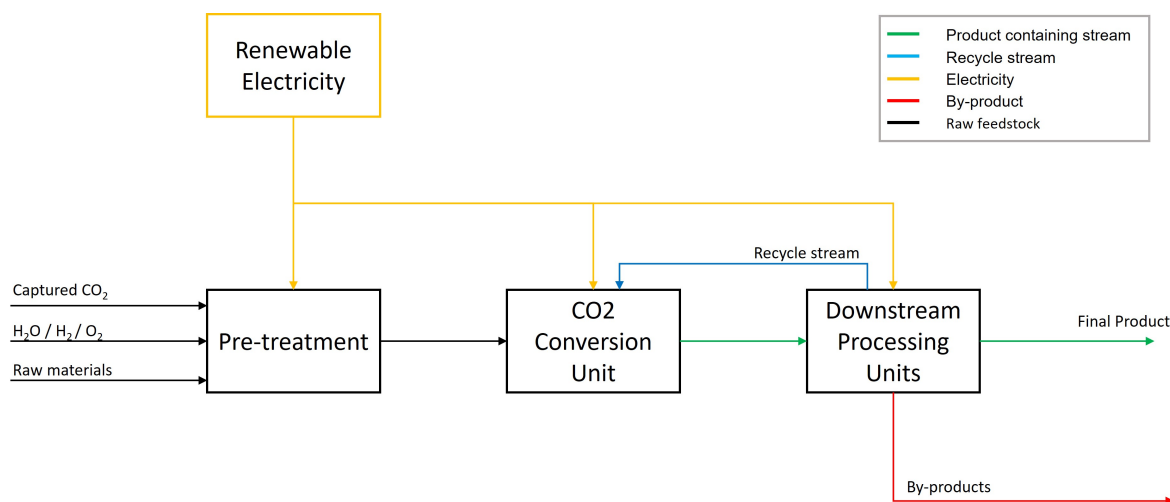 Renewable
Electricity
Product containing stream
Recycle stream
Electricity
By-product
Raw feedstock
Recycle stream
Captured CO₂
H₂O / H₂ / O₂
Raw materials
Pre-treatment
CO2
Conversion
Unit
Downstream
Processing
Units
Final Product
By-products